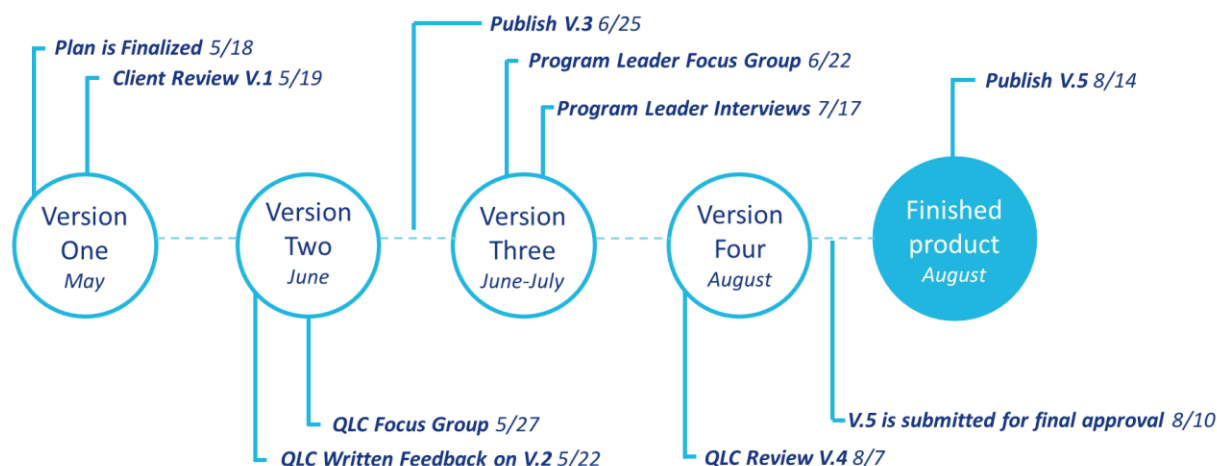 Publish V.3 6/25
Plan is Finalized 5/18
Program Leader Focus Group 6/22
Client Review V.1 5/19
Publish V.5 8/14
Program Leader Interviews 7/17
Version
One
May
Version
Two
June
Version
Three
June-July
Version
Four
August
Finished
product
August
QLC Focus Group 5/27
V.5 is submitted for final approval 8/10
QLC Written Feedback on V.2 5/22
QLC Review V.4 8/7